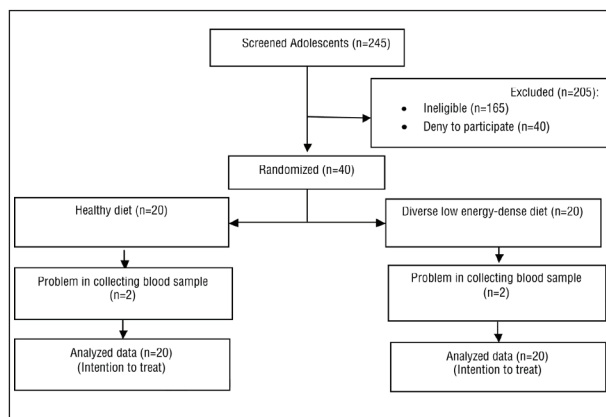 Screened Adolescents (n=245)
Excluded (n=205):
• Ineligible (n=165)
• Deny to participate (n=40)
Randomized (n=40)
Healthy diet (n=20)
Diverse low energy-dense diet (n=20)
Problem in collecting blood sample
(n=2)
Problem in collecting blood sample
(n=2)
Analyzed data (n=20)
(Intention to treat)
Analyzed data (n=20)
(Intention to treat)